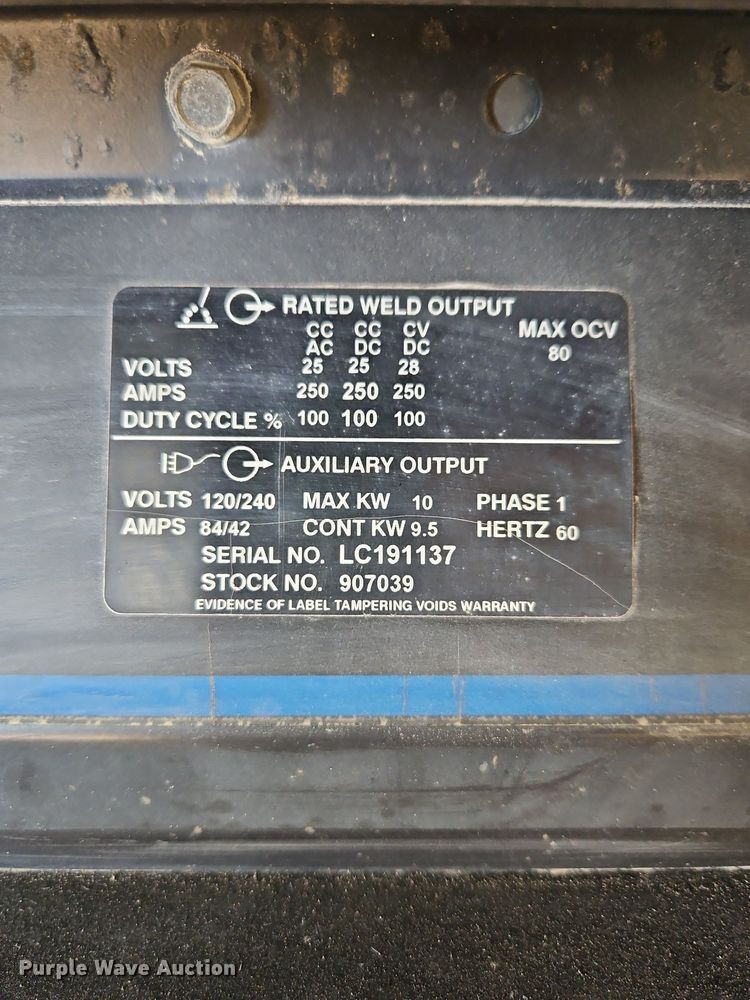 RATED WELD OUTPUT
CC CC CV MAX OCV
AC DC DC 80
VOLTS 25 25 28
AMPS 250 250 250
DUTY CYCLE % 100 100 100
AUXILIARY OUTPUT
VOLTS 120/240 MAX KW 10 PHASE 1
AMPS 84/42 CONT KW 9.5 HERTZ 60
SERIAL NO. LC191137
STOCK NO. 907039
EVIDENCE OF LABEL TAMPERING VOIDS WARRANTY
Purple Wave Auction